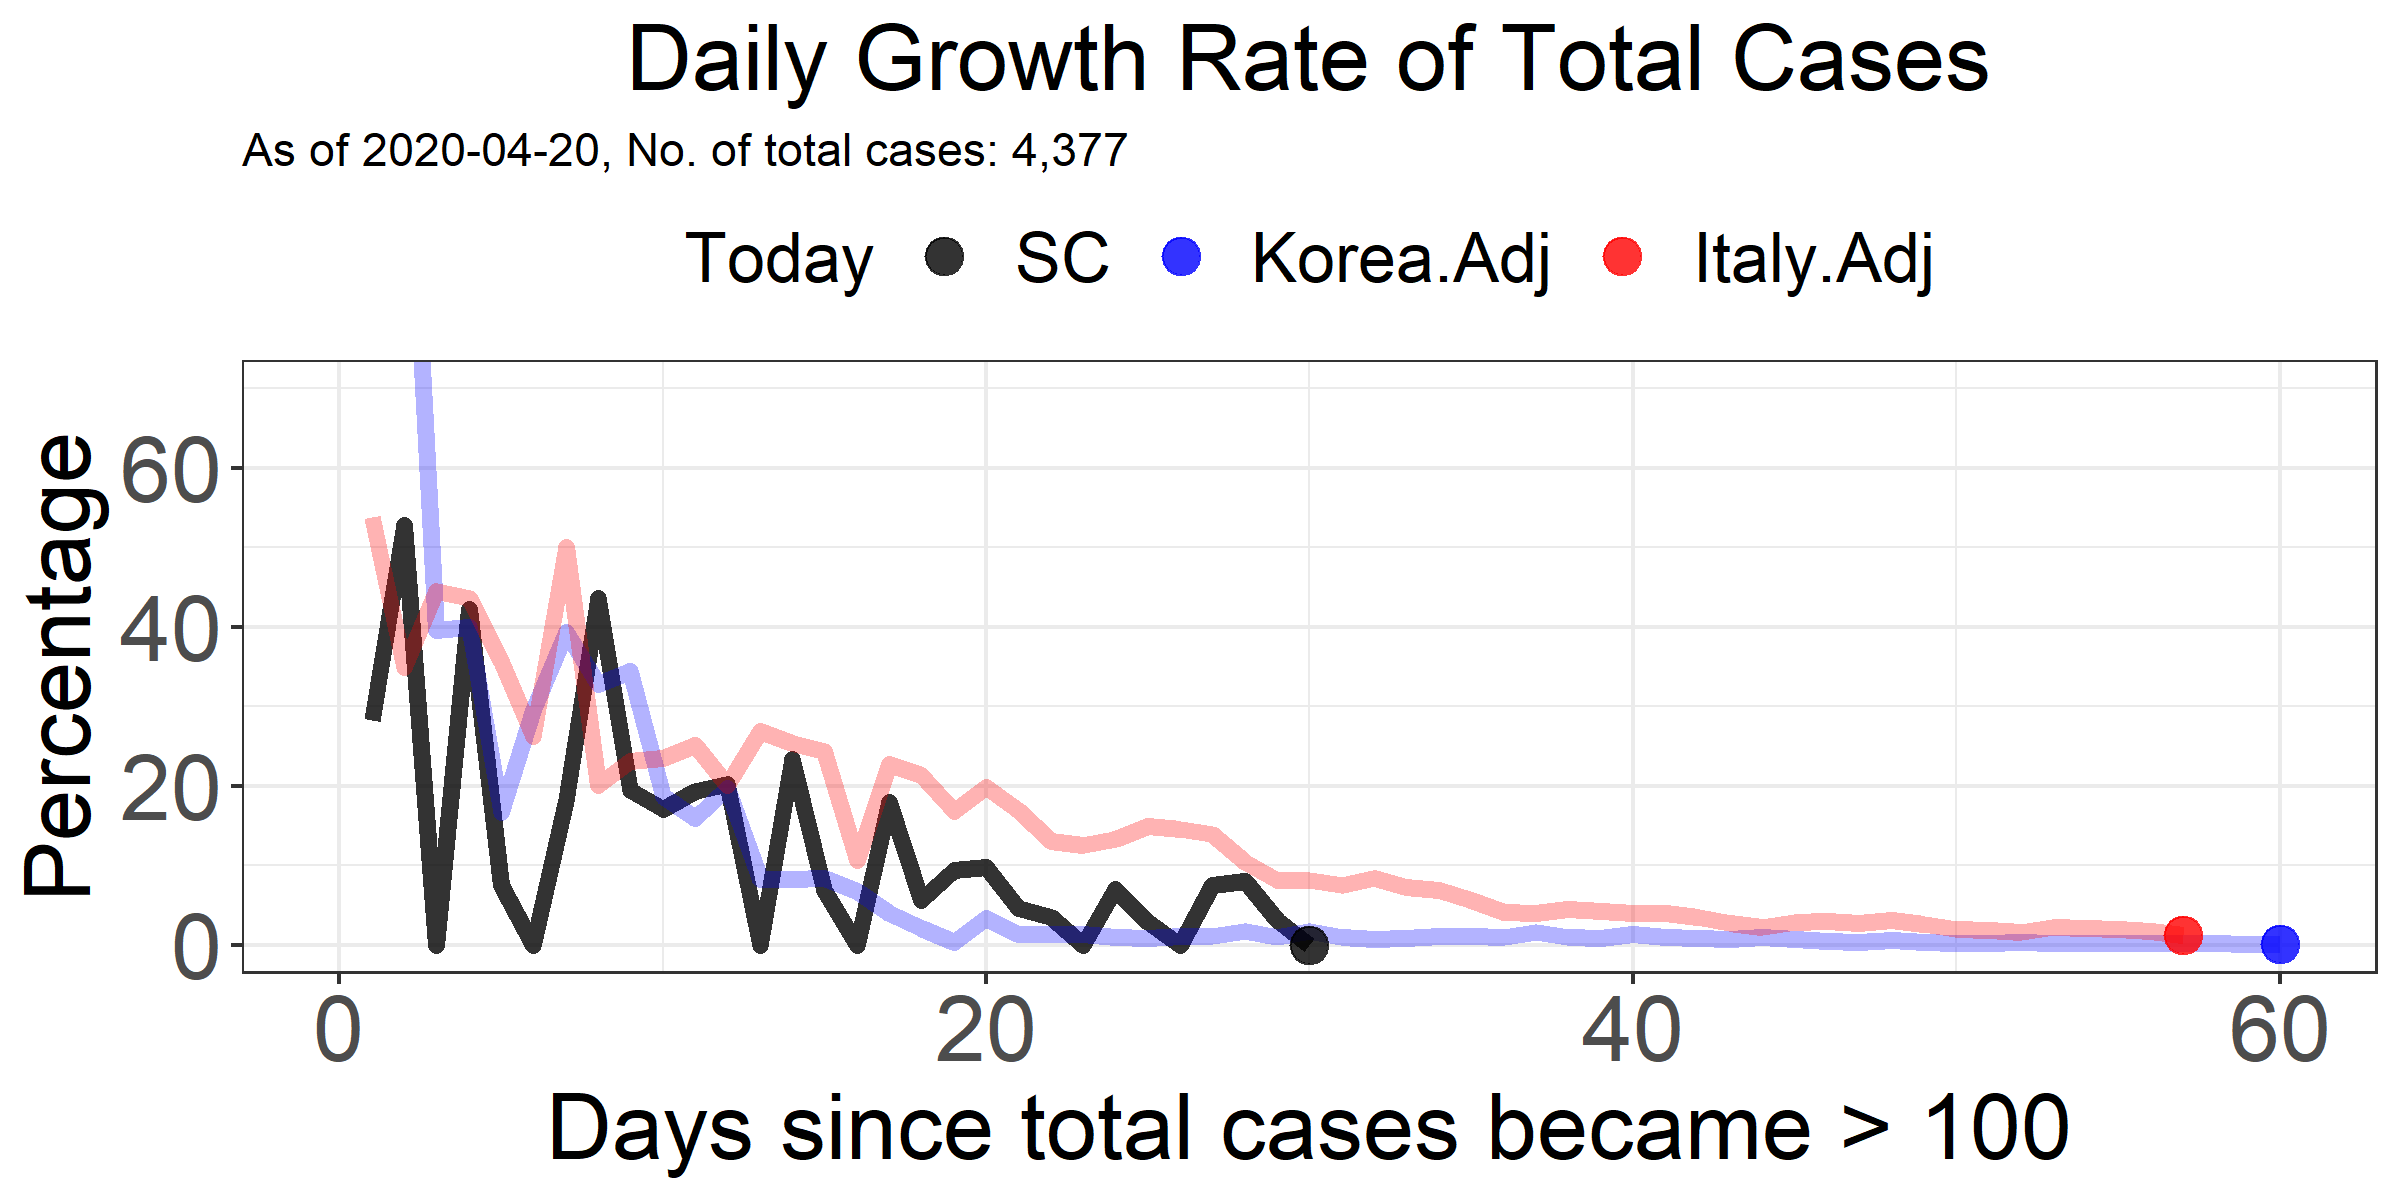 Daily Growth Rate of Total Cases
As of 2020-04-20, No. of total cases: 4,377
Today SC Korea.Adj Italy.Adj
Percentage
60
40
20
0
0 20 40 60
Days since total cases became > 100